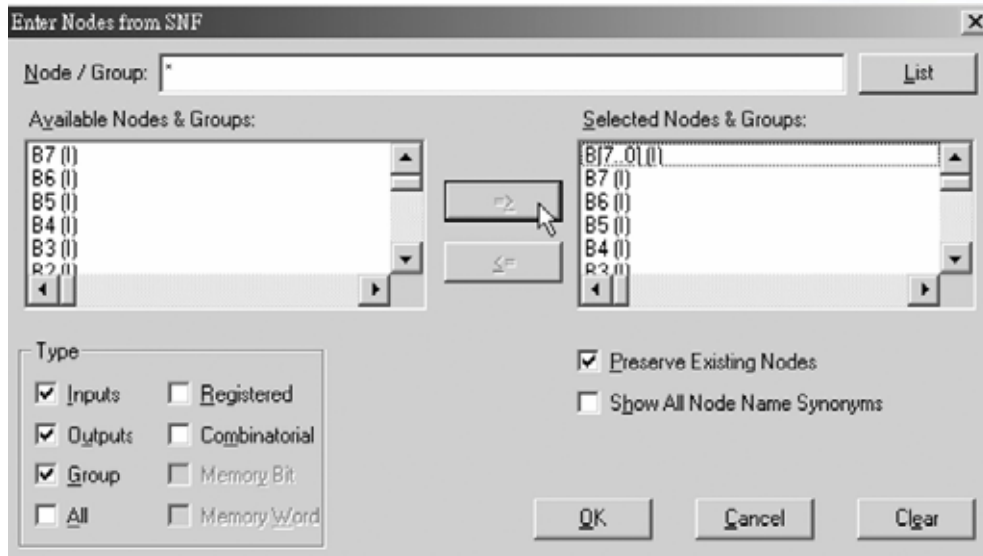 Enter Nodes from SNF
Node / Group: *
List
Available Nodes & Groups:
B7 (I)
B6 (I)
B5 (I)
B4 (I)
B3 (I)
B2 (I)
=>
<=
Selected Nodes & Groups:
B[7..0] (I)
B7 (I)
B6 (I)
B5 (I)
B4 (I)
B3 (I)
Type
Inputs
Registered
Outputs
Combinatorial
Group
Memory Bit
All
Memory Word
Preserve Existing Nodes
Show All Node Name Synonyms
OK
Cancel
Clear